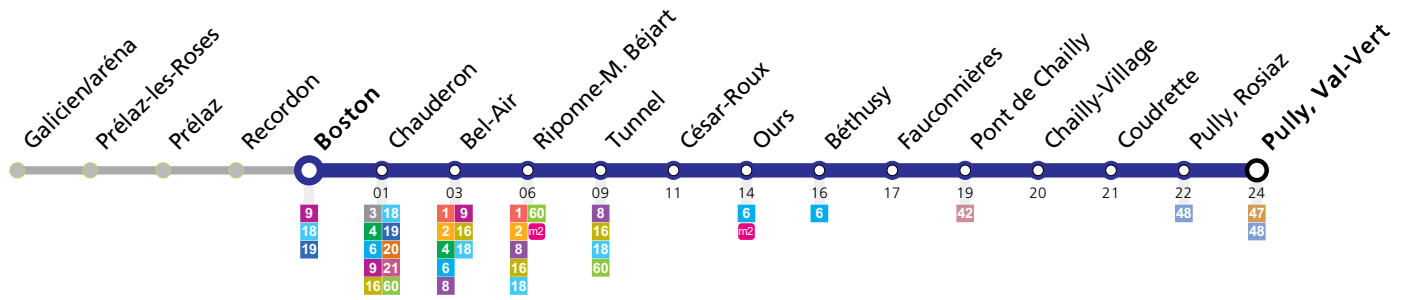 Galicien/aréna
Prélaz-les-Roses
Prélaz
Recordon
Boston
Chauderon
Bel-Air
Riponne-M. Béjart
Tunnel
César-Roux
Ours
Béthusy
Fauconnières
Pont de Chailly
Chailly-Village
Coudrette
Pully, Rosiaz
Pully, Val-Vert
01 03 06 09 11 14 16 17 19 20 21 22 24
9 3 18 1 9 1 60 8 6 6 42 48 47
18 4 19 2 16 2 m2 16 m2 48
19 6 20 4 18 8 18
9 21 6 16 60
16 60 8 18